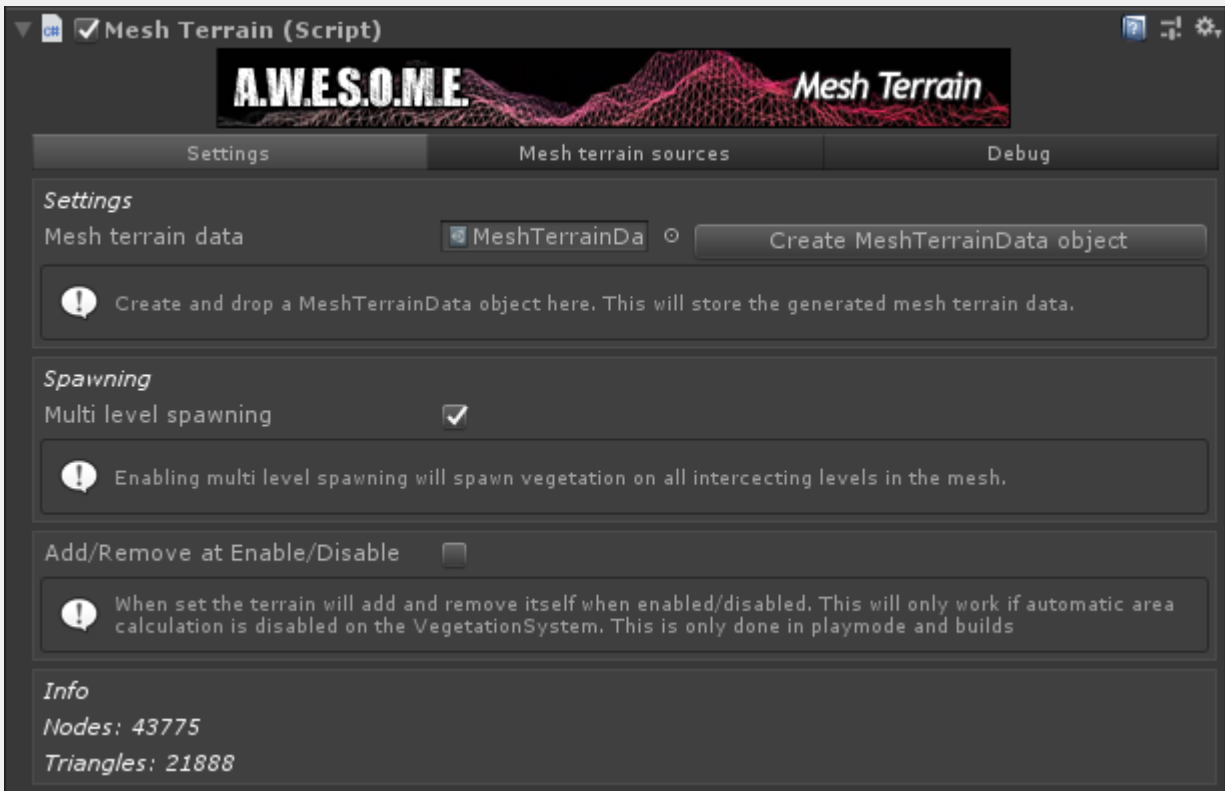 Mesh Terrain (Script)
A.W.E.S.O.M.E. Mesh Terrain
Settings Mesh terrain sources Debug
Settings
Mesh terrain data MeshTerrainDa Create MeshTerrainData object
Create and drop a MeshTerrainData object here. This will store the generated mesh terrain data.
Spawning
Multi level spawning
Enabling multi level spawning will spawn vegetation on all intercecting levels in the mesh.
Add/Remove at Enable/Disable
When set the terrain will add and remove itself when enabled/disabled. This will only work if automatic area
calculation is disabled on the VegetationSystem. This is only done in playmode and builds
Info
Nodes: 43775
Triangles: 21888